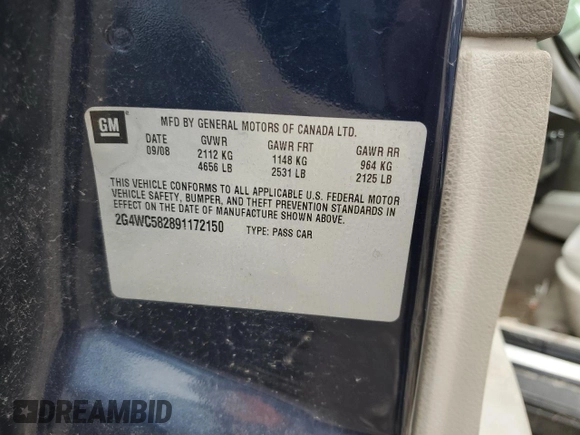 GM
MFD BY GENERAL MOTORS OF CANADA LTD.
DATE GVWR GAWR FRT GAWR RR
09/08 2112 KG 1148 KG 964 KG
4656 LB 2531 LB 2125 LB
THIS VEHICLE CONFORMS TO ALL APPLICABLE U.S. FEDERAL MOTOR
VEHICLE SAFETY, BUMPER, AND THEFT PREVENTION STANDARDS IN
EFFECT ON THE DATE OF MANUFACTURE SHOWN ABOVE.
2G4WC582891172150 TYPE: PASS CAR
DREAMBID